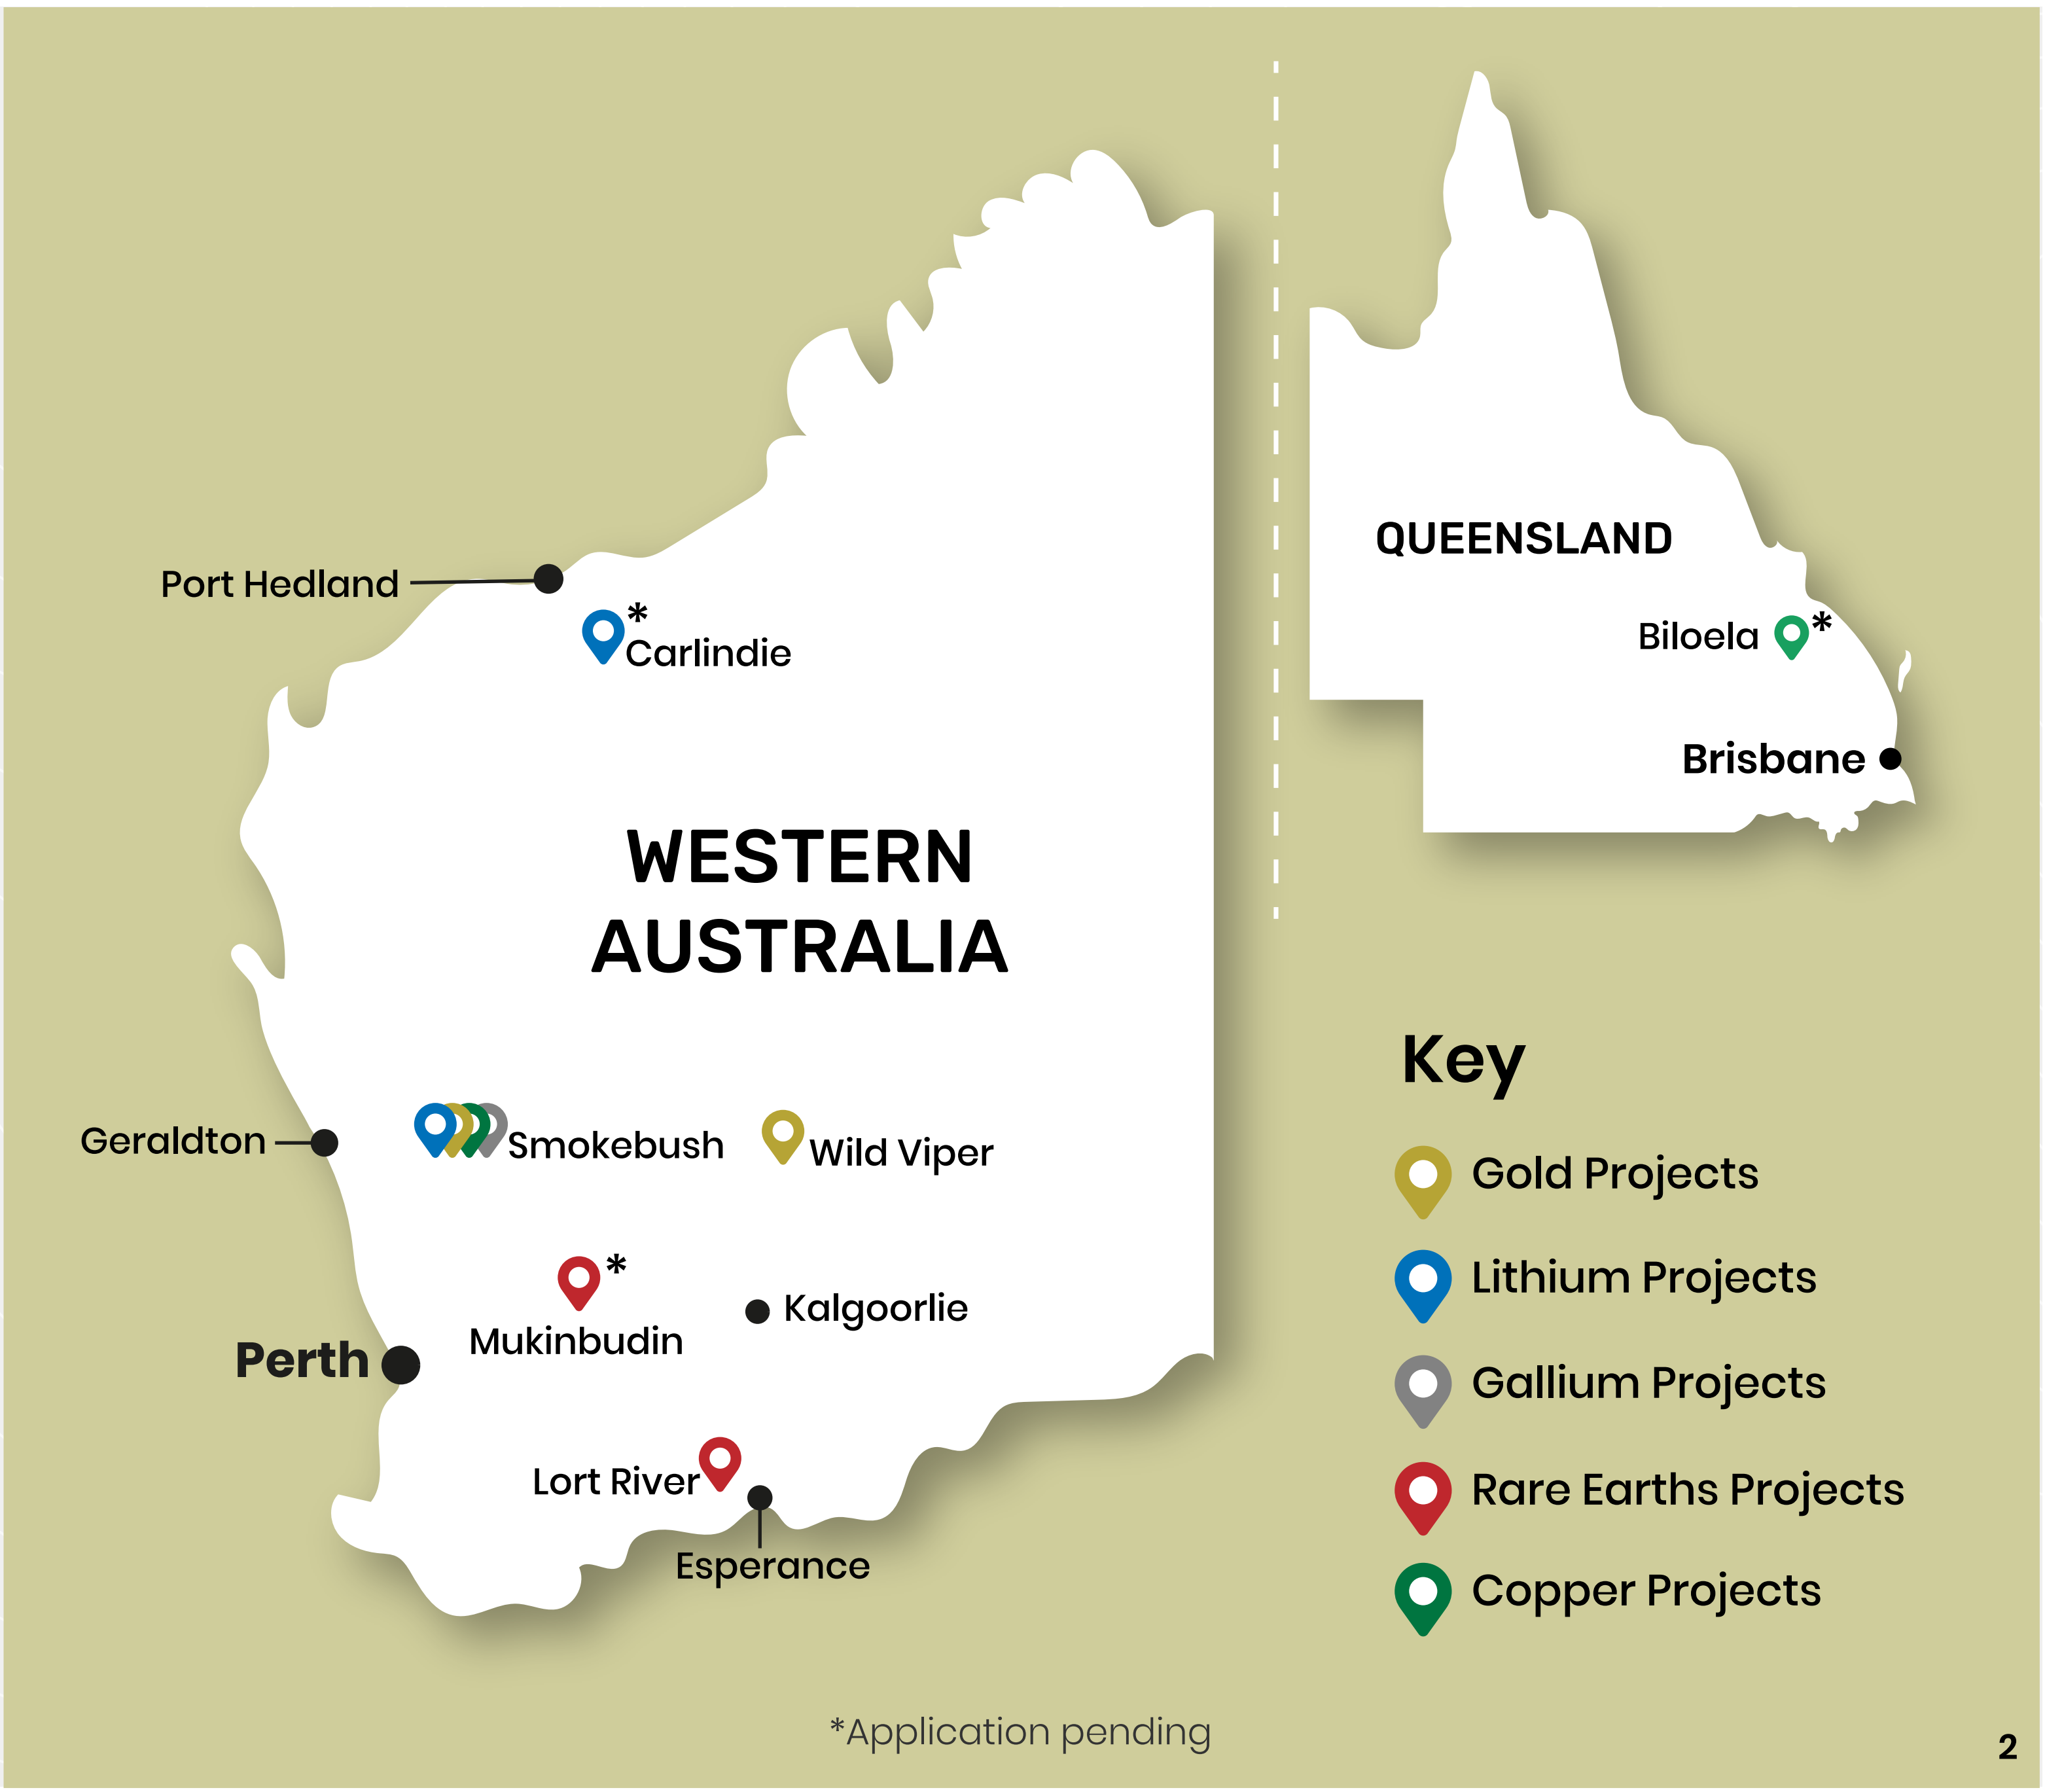 Port Hedland
*
Carlindie
WESTERN
AUSTRALIA
Geraldton
Smokebush
Wild Viper
*
Mukinbudin
Kalgoorlie
Perth
Lort River
Esperance
QUEENSLAND
Biloela *
Brisbane
Key
Gold Projects
Lithium Projects
Gallium Projects
Rare Earths Projects
Copper Projects
*Application pending
2